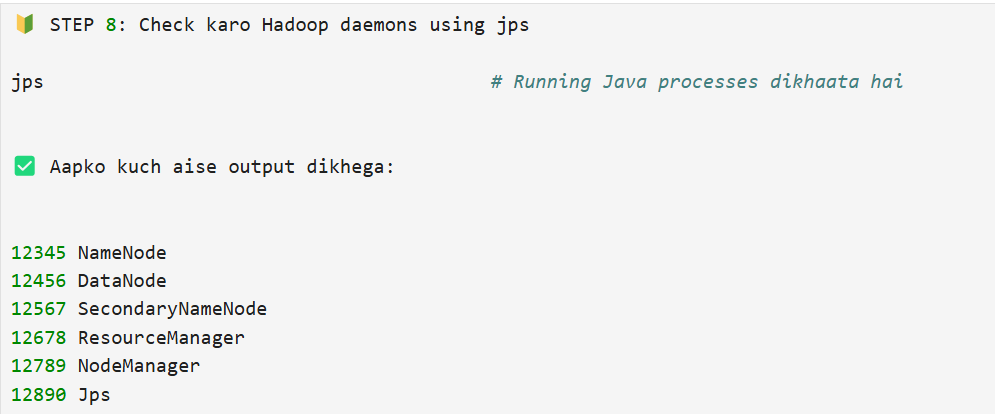 🔰 STEP 8: Check karo Hadoop daemons using jps
jps # Running Java processes dikhaata hai
✅ Aapko kuch aise output dikhega:
12345 NameNode
12456 DataNode
12567 SecondaryNameNode
12678 ResourceManager
12789 NodeManager
12890 Jps